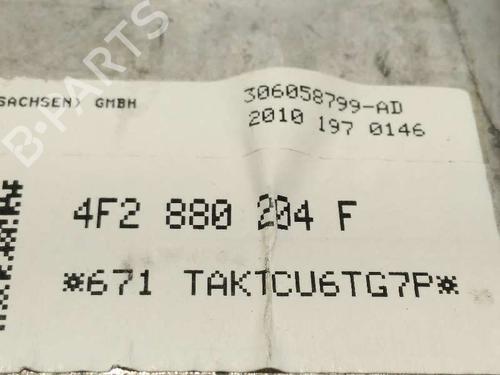 SACHSEN) GMBH
306058799-AD
2010 197 0146
4F2 880 204 F
*671 TAKTCU6TG7P*
B-PARTS